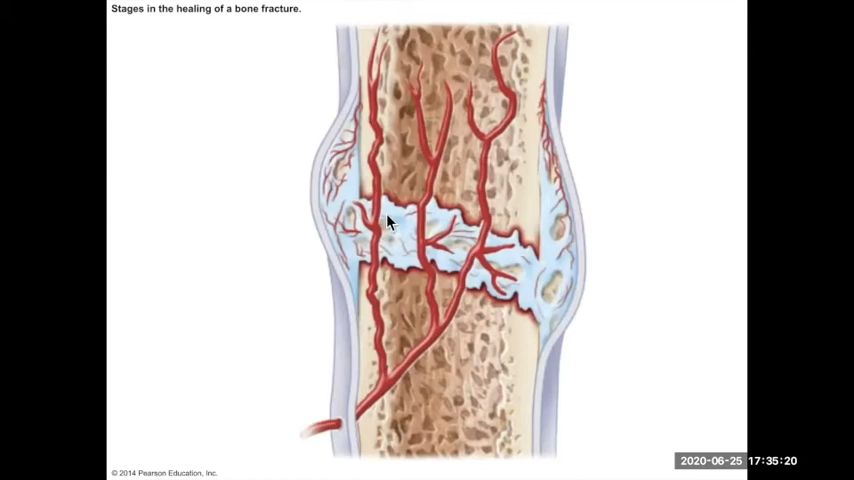 Stages in the healing of a bone fracture.
2020-06-25 17:35:20
© 2014 Pearson Education, Inc.